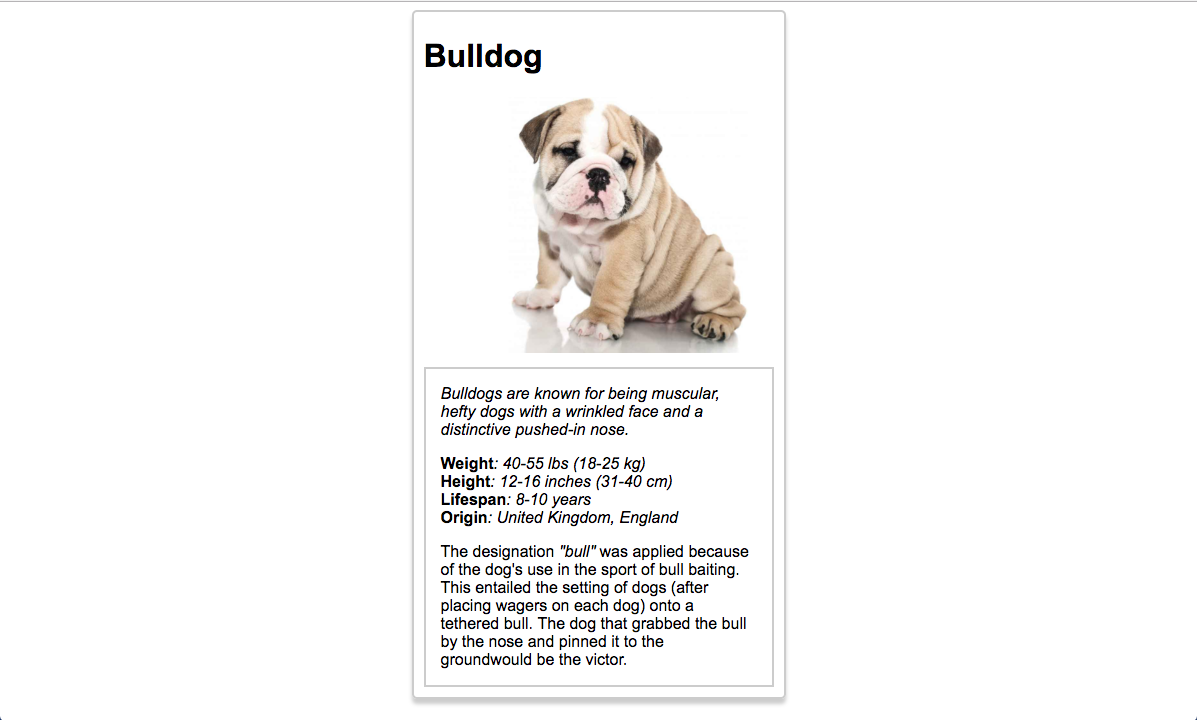 Bulldog
Bulldogs are known for being muscular,
hefty dogs with a wrinkled face and a
distinctive pushed-in nose.
Weight: 40-55 lbs (18-25 kg)
Height: 12-16 inches (31-40 cm)
Lifespan: 8-10 years
Origin: United Kingdom, England
The designation "bull" was applied because
of the dog's use in the sport of bull baiting.
This entailed the setting of dogs (after
placing wagers on each dog) onto a
tethered bull. The dog that grabbed the bull
by the nose and pinned it to the
groundwould be the victor.